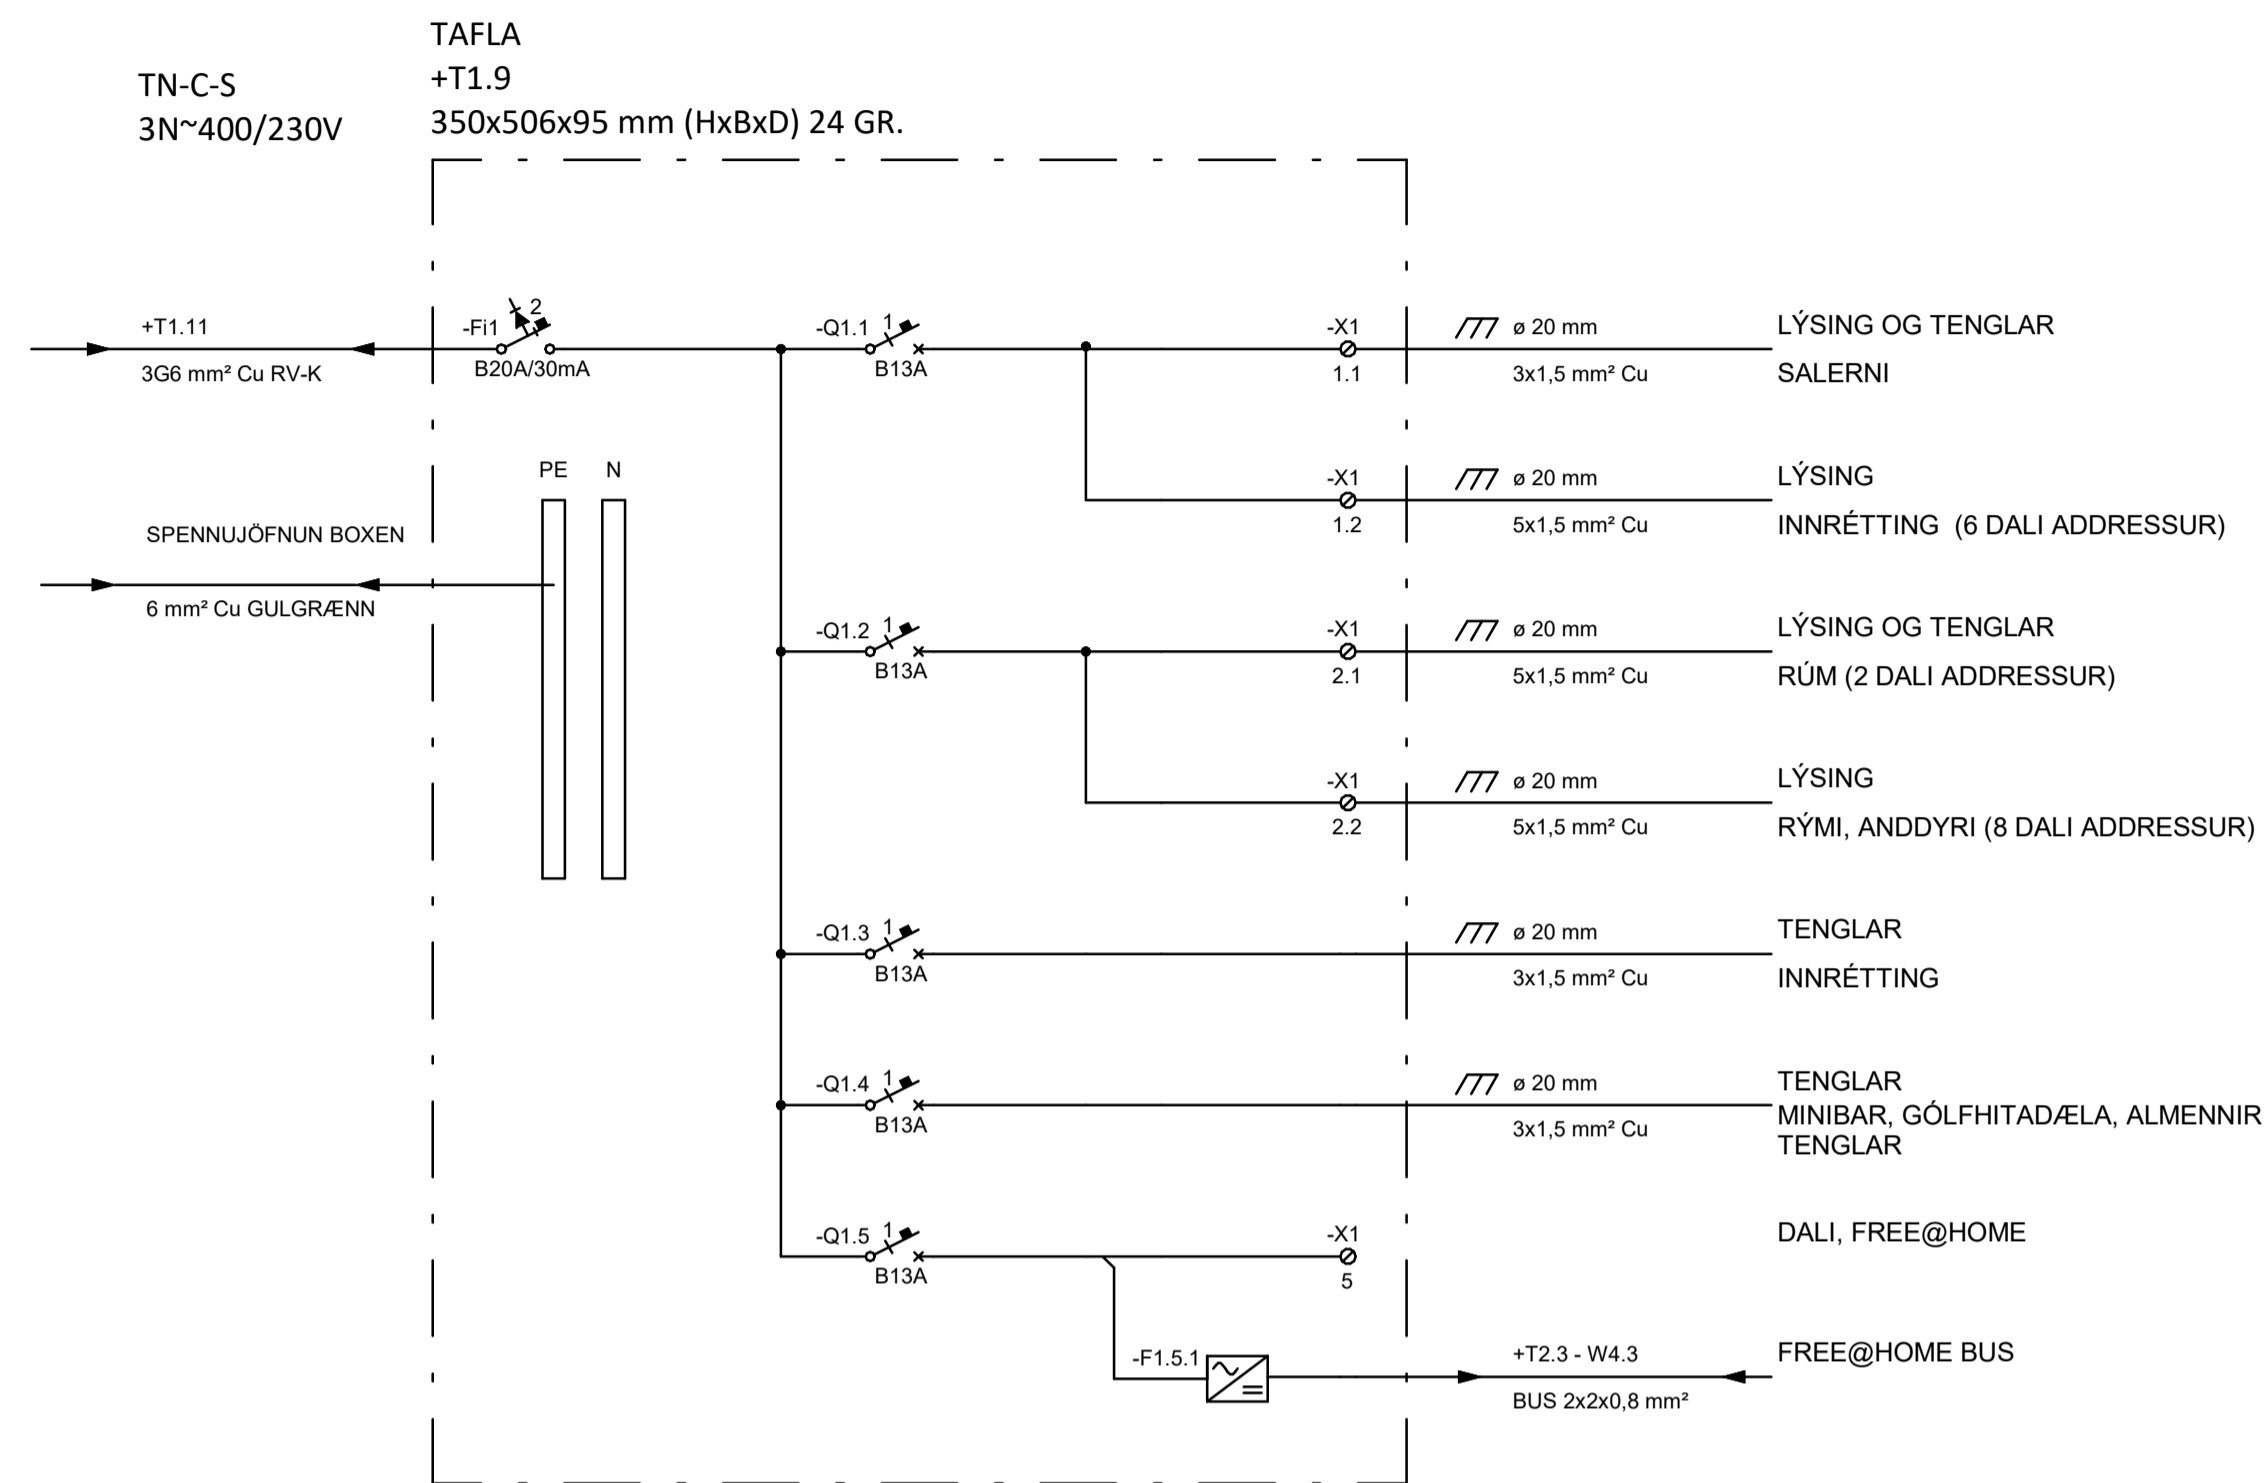 TAFLA
+T1.9
350x506x95 mm (HxBxD) 24 GR.
TN-C-S
3N~400/230V
+T1.11
3G6 mm² Cu RV-K
-Fi1
2
B20A/30mA
-Q1.1
1
B13A
-X1
1.1
ø 20 mm
3x1,5 mm² Cu
LÝSING OG TENGLAR
SALERNI
PE
N
SPENNUJÖFNUN BOXEN
6 mm² Cu GULGRÆNN
-X1
1.2
ø 20 mm
5x1,5 mm² Cu
LÝSING
INNRÉTTING (6 DALI ADDRESSUR)
-Q1.2
1
B13A
-X1
2.1
ø 20 mm
5x1,5 mm² Cu
LÝSING OG TENGLAR
RÚM (2 DALI ADDRESSUR)
-X1
2.2
ø 20 mm
5x1,5 mm² Cu
LÝSING
RÝMI, ANDDYRI (8 DALI ADDRESSUR)
-Q1.3
1
B13A
ø 20 mm
3x1,5 mm² Cu
TENGLAR
INNRÉTTING
-Q1.4
1
B13A
ø 20 mm
3x1,5 mm² Cu
TENGLAR
MINIBAR, GÓLFHITADÆLA, ALMENNIR
TENGLAR
-Q1.5
1
B13A
-X1
5
DALI, FREE@HOME
-F1.5.1
+T2.3 - W4.3
BUS 2x2x0,8 mm²
FREE@HOME BUS